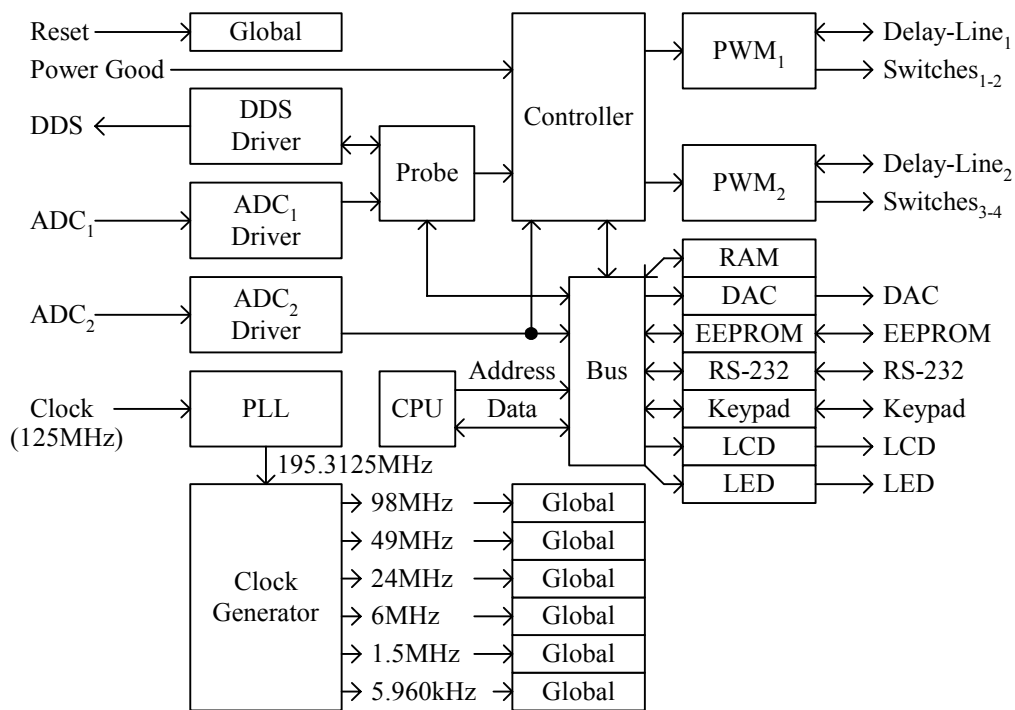 Reset
Global
Power Good
DDS
DDS
Driver
ADC₁
ADC₁
Driver
ADC₂
ADC₂
Driver
Probe
Controller
PWM₁
Delay-Line₁
Switches₁₋₂
PWM₂
Delay-Line₂
Switches₃₋₄
Bus
RAM
DAC
DAC
EEPROM
EEPROM
RS-232
RS-232
Keypad
Keypad
LCD
LCD
LED
LED
CPU
Address
Data
Clock
(125MHz)
PLL
195.3125MHz
Clock
Generator
98MHz
Global
49MHz
Global
24MHz
Global
6MHz
Global
1.5MHz
Global
5.960kHz
Global